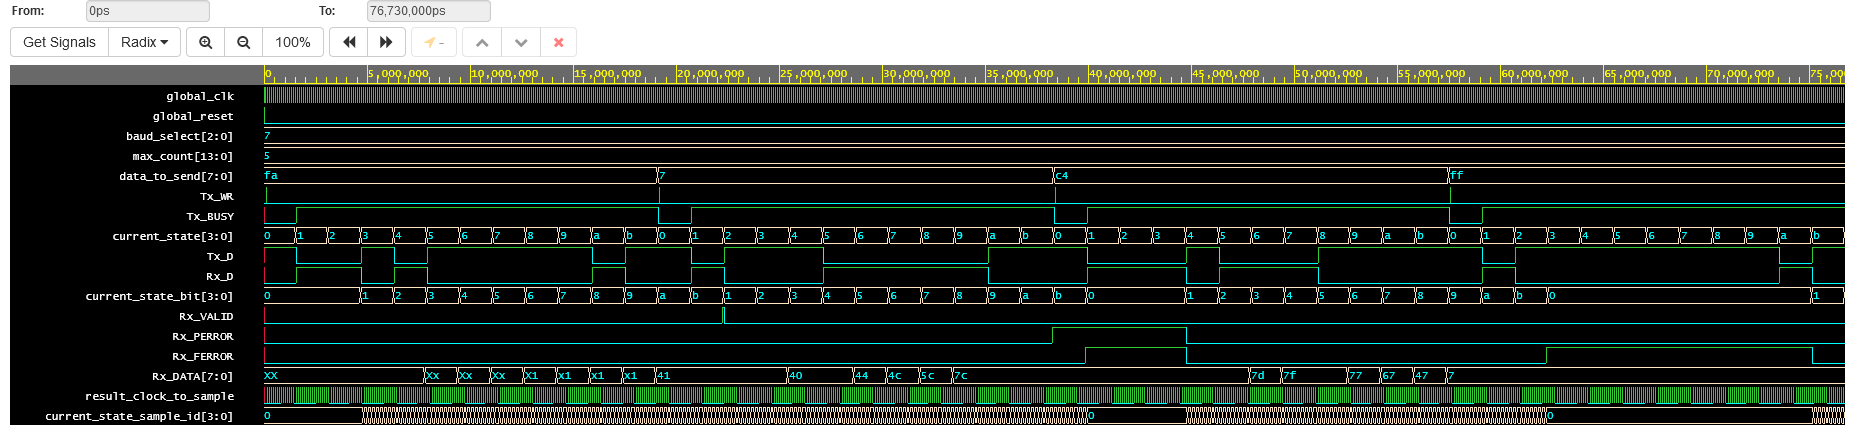 From: 0ps To: 76,730,000ps
Get Signals Radix 100% -
0 5,000,000 10,000,000 15,000,000 20,000,000 25,000,000 30,000,000 35,000,000 40,000,000 45,000,000 50,000,000 55,000,000 60,000,000 65,000,000 70,000,000 75,000
global_clk
global_reset
baud_select[2:0] 7
max_count[13:0] 5
data_to_send[7:0] fa 7 c4 ff
Tx_WR
Tx_BUSY
current_state[3:0] 0 1 2 3 4 5 6 7 8 9 a b 0 1 2 3 4 5 6 7 8 9 a b 0 1 2 3 4 5 6 7 8 9 a b 0 1 2 3 4 5 6 7 8 9 a b
Tx_D
Rx_D
current_state_bit[3:0] 0 1 2 3 4 5 6 7 8 9 a b 1 2 3 4 5 6 7 8 9 a b 0 1 2 3 4 5 6 7 8 9 a b 0 1
Rx_VALID
Rx_PERROR
Rx_FERROR
Rx_DATA[7:0] XX Xx Xx Xx X1 x1 x1 x1 41 40 44 4c 5c 7c 7d 7f 77 67 47 7
result_clock_to_sample
current_state_sample_id[3:0] 0 0 0